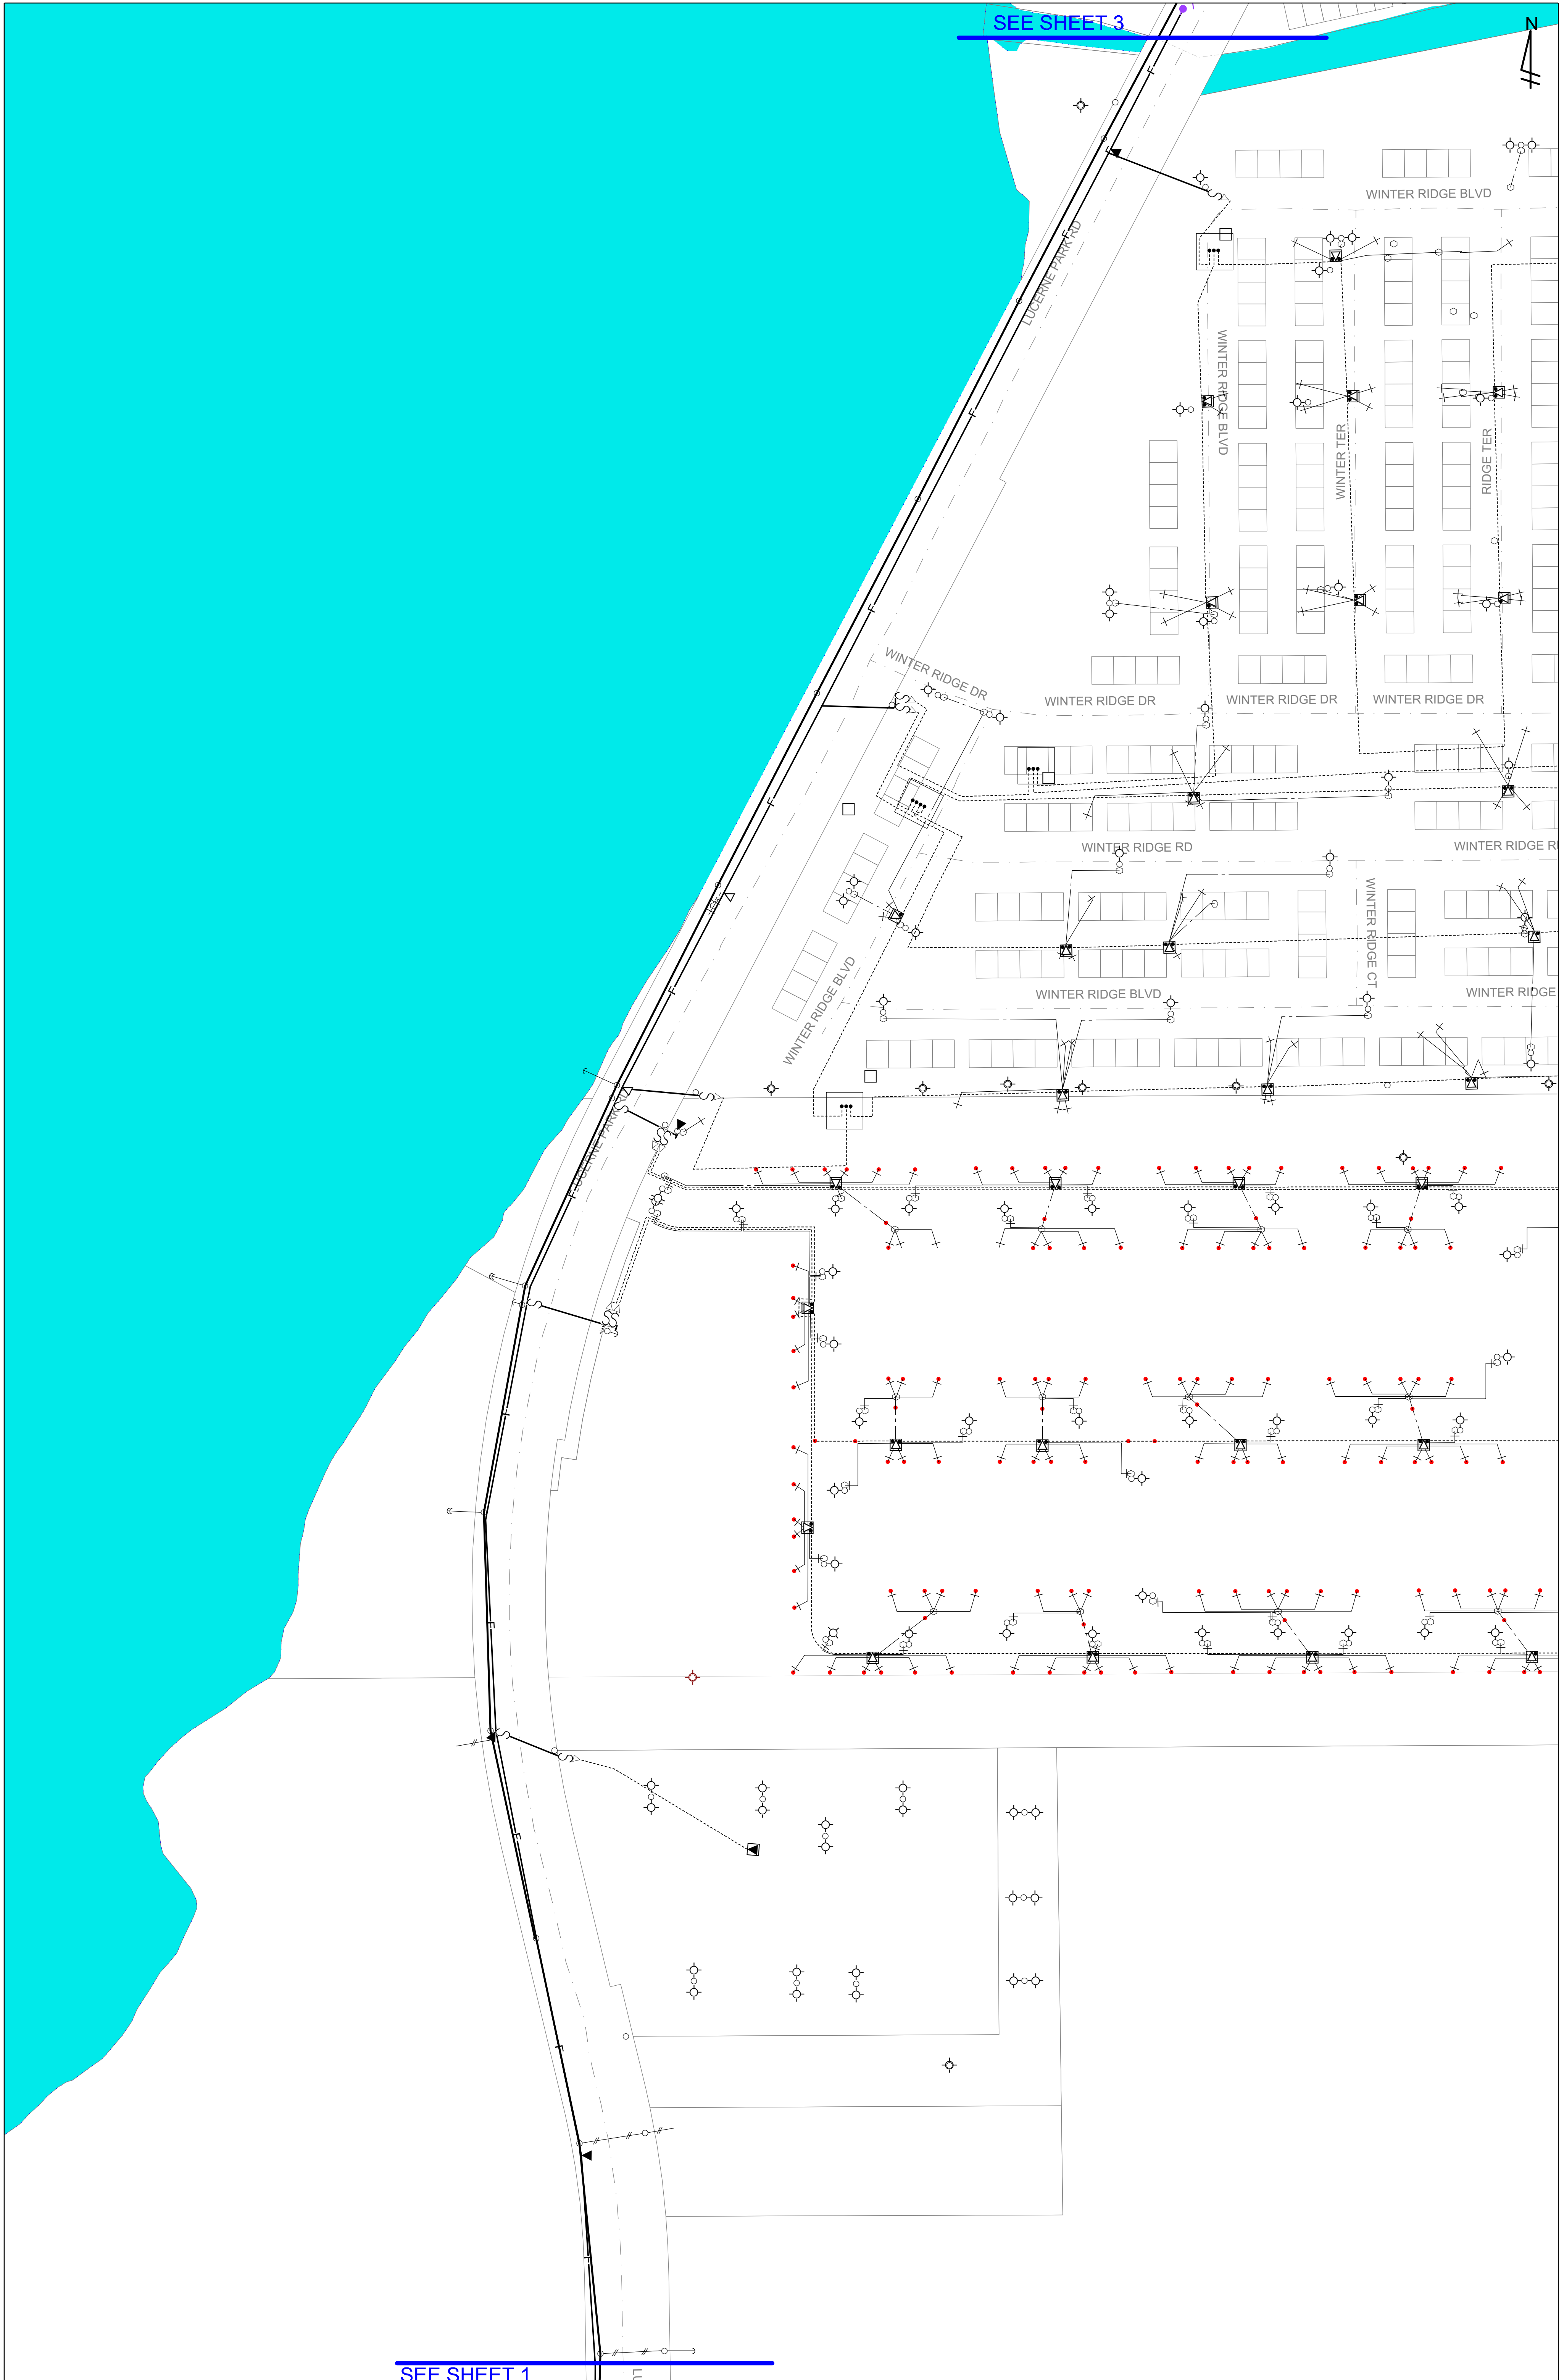 SEE SHEET 3
N
WINTER RIDGE BLVD
LUCERNE PARK RD
WINTER RIDGE BLVD
WINTER TER
RIDGE TER
WINTER RIDGE DR
WINTER RIDGE DR
WINTER RIDGE DR
WINTER RIDGE DR
WINTER RIDGE RD
WINTER RIDGE R
WINTER RIDGE CT
WINTER RIDGE BLVD
WINTER RIDGE BLVD
WINTER RIDGE
LUCERNE PARK
SEE SHEET 1